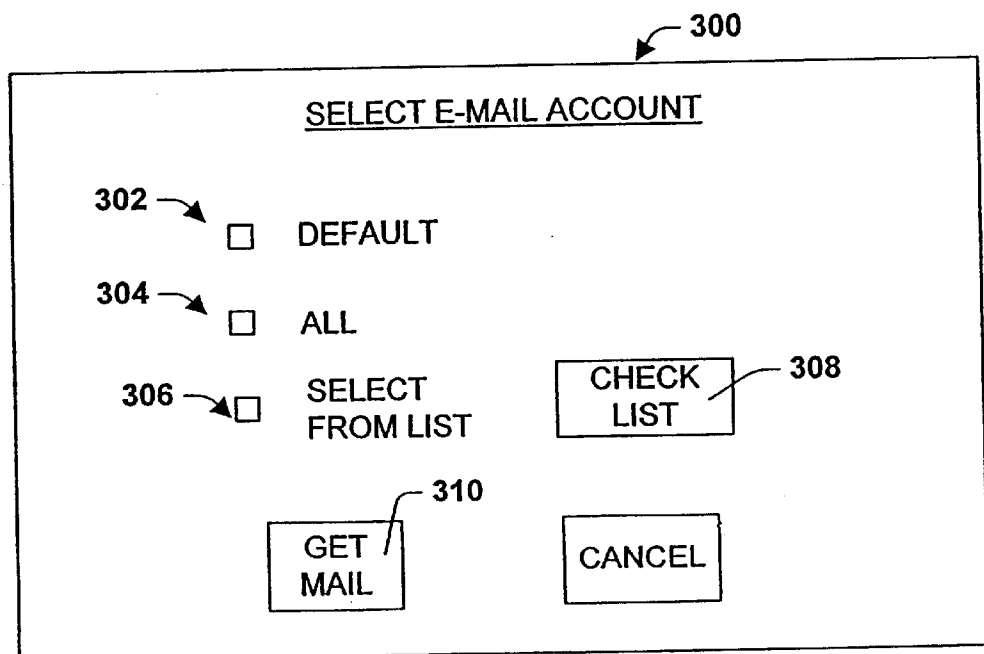 300
SELECT E-MAIL ACCOUNT
302
DEFAULT
304
ALL
306
SELECT
FROM LIST
CHECK
LIST
308
310
GET
MAIL
CANCEL